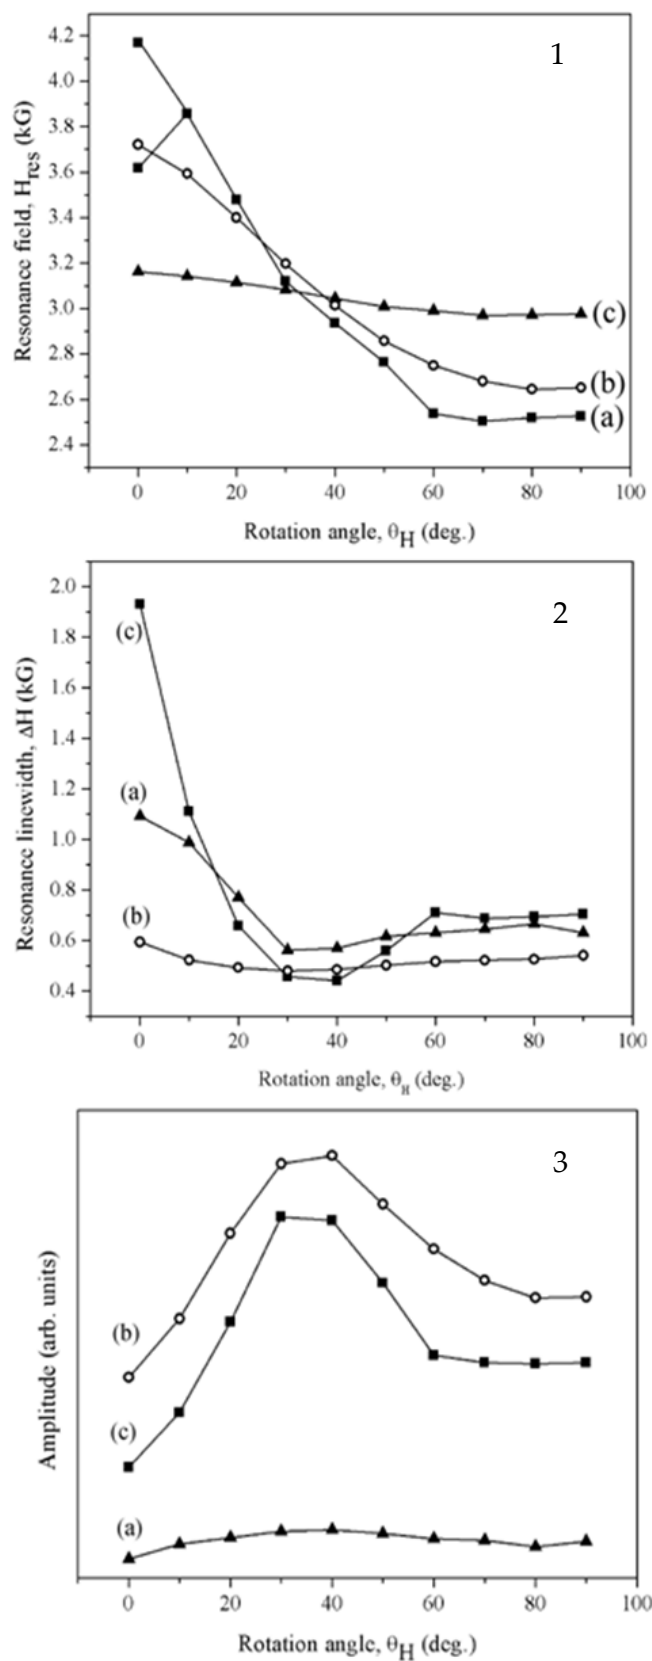 1
4.2
4.0
3.8
3.6
3.4
3.2
3.0
2.8
2.6
2.4
Resonance field, Hres (kG)
(c)
(b)
(a)
0 20 40 60 80 100
Rotation angle, θH (deg.)
2
2.0
1.8
1.6
1.4
1.2
1.0
0.8
0.6
0.4
Resonance linewidth, ΔH (kG)
(c)
(a)
(b)
0 20 40 60 80 100
Rotation angle, θH (deg.)
3
Amplitude (arb. units)
(b)
(c)
(a)
0 20 40 60 80 100
Rotation angle, θH (deg.)